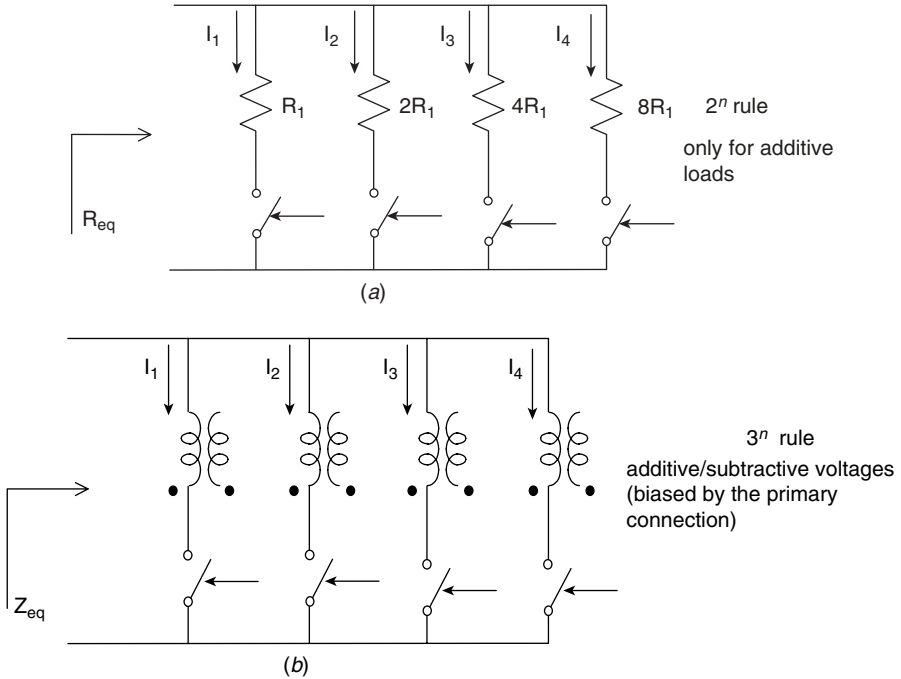 I1 I2 I3 I4
R1 2R1 4R1 8R1 2ⁿ rule
only for additive
loads
Req
(a)
I1 I2 I3 I4
3ⁿ rule
additive/subtractive voltages
(biased by the primary
connection)
Zeq
(b)